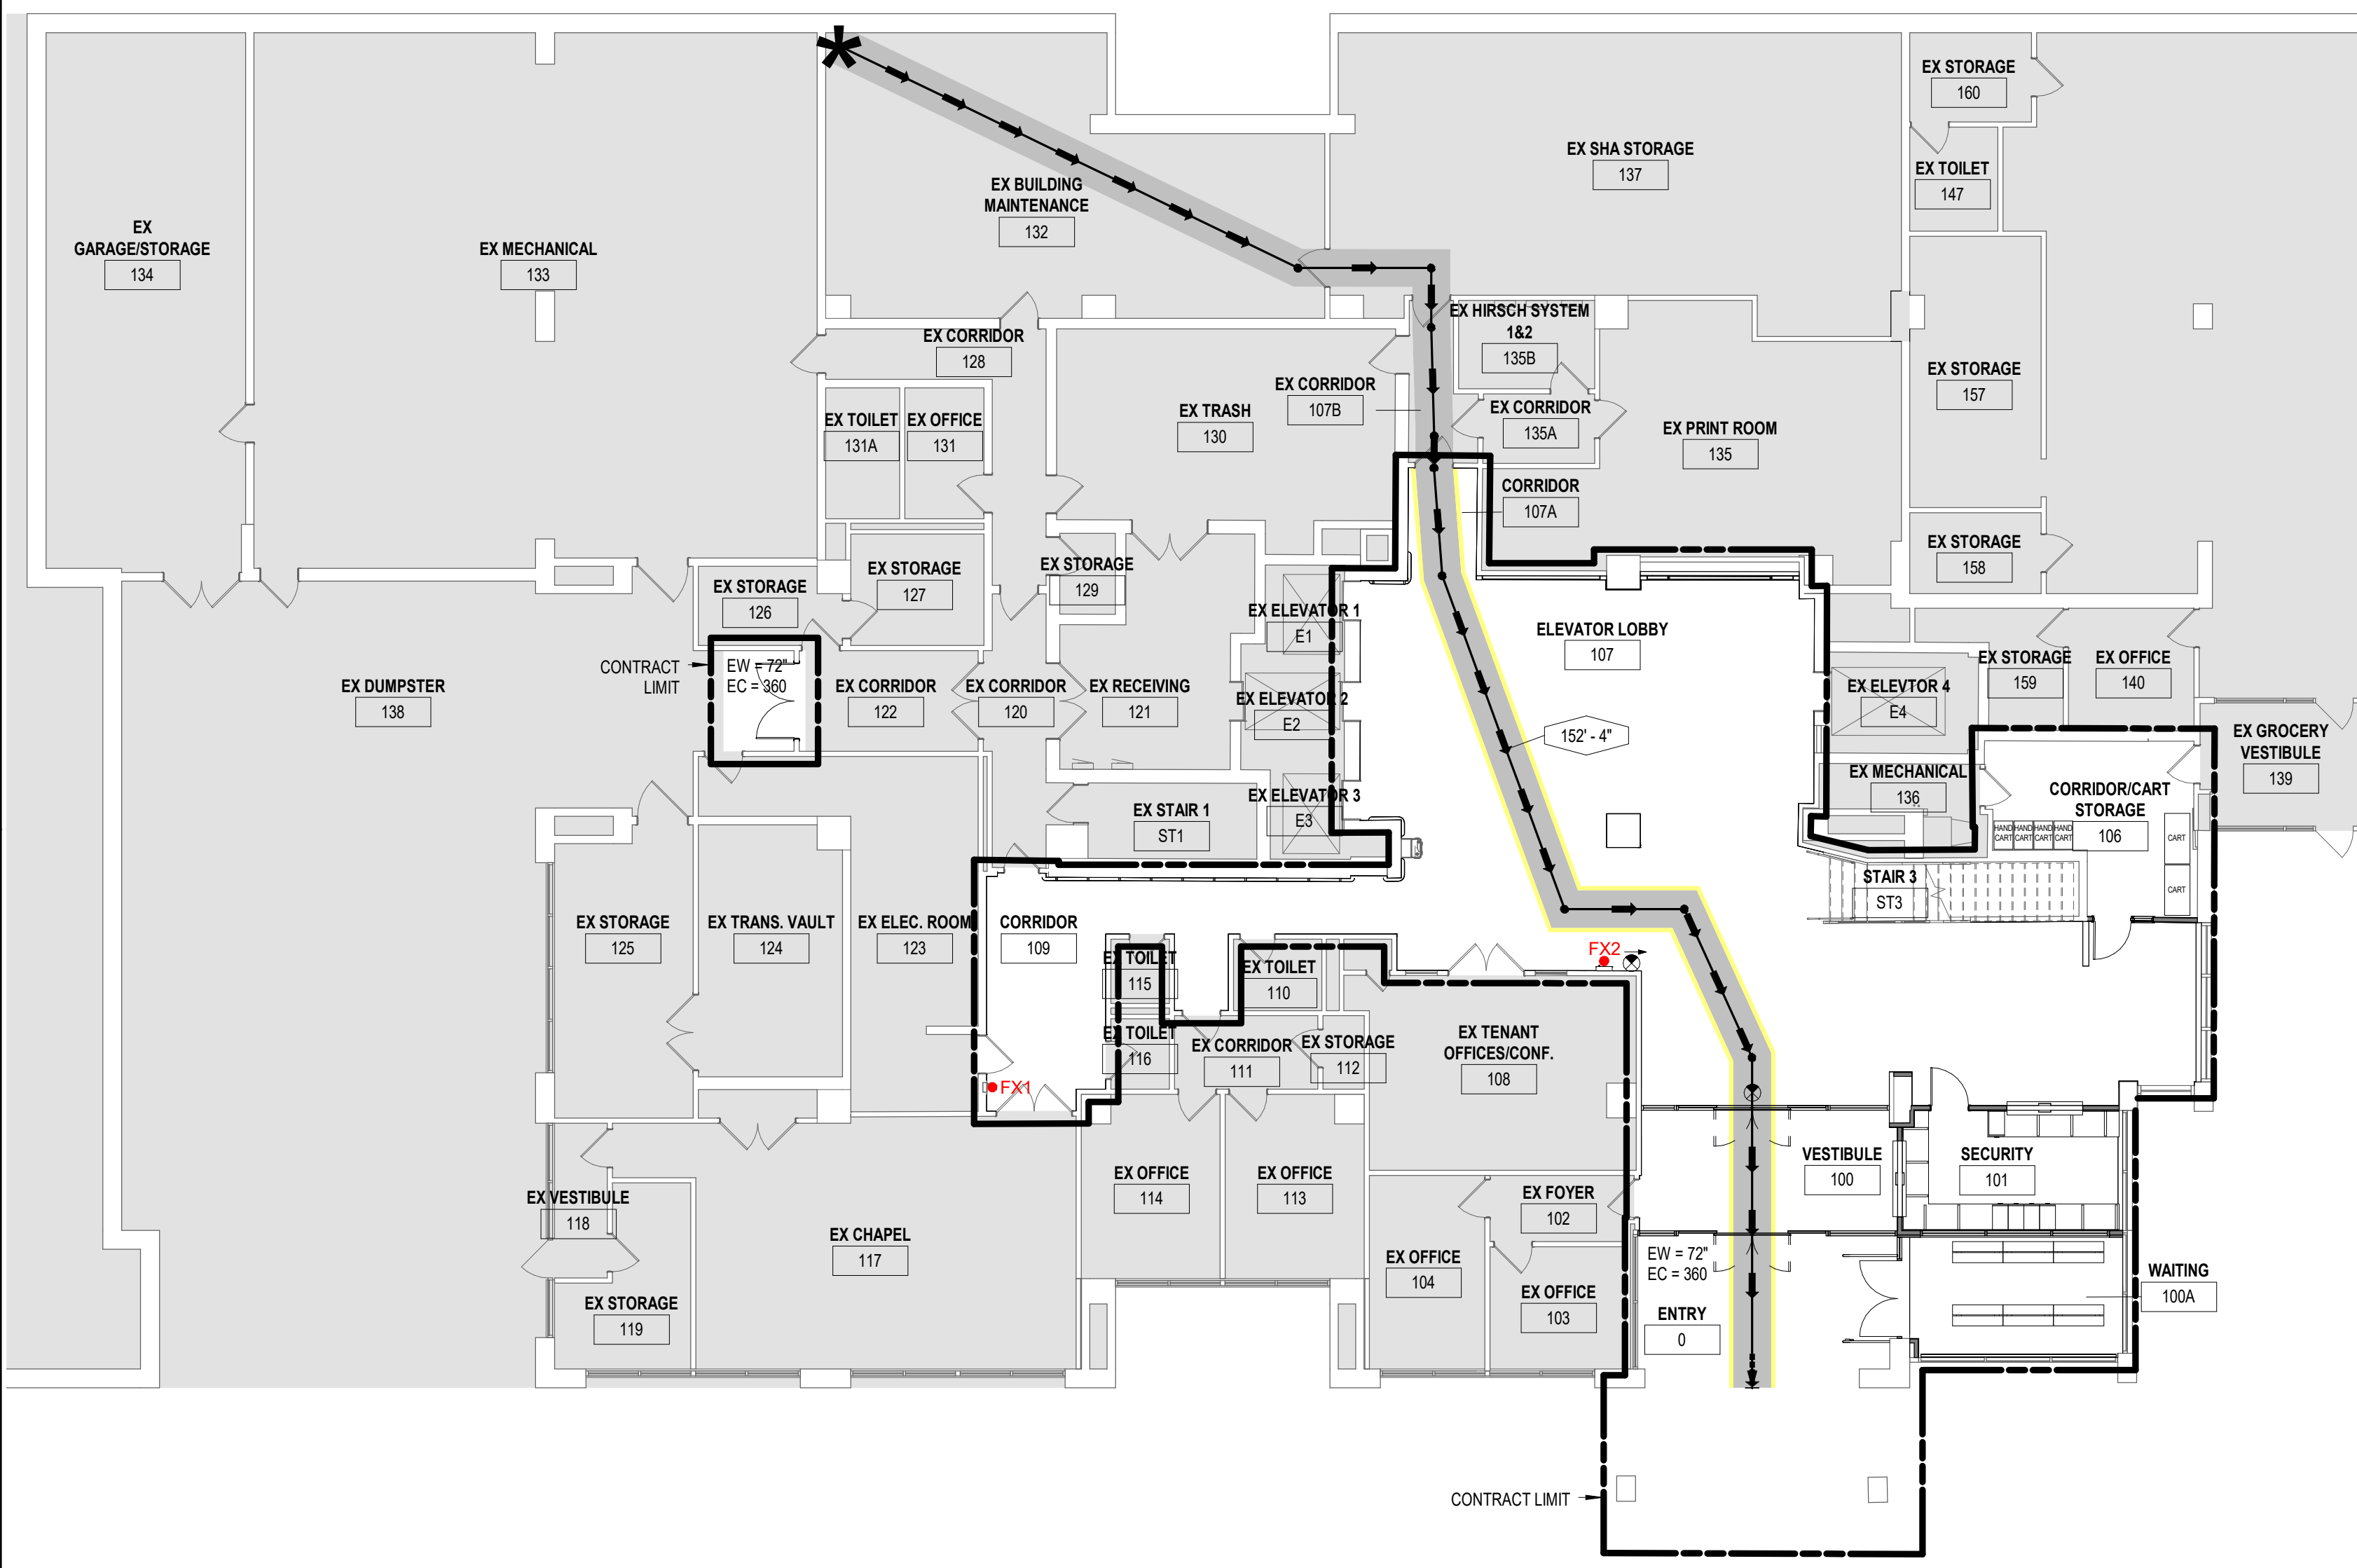 EX STORAGE
160
EX SHA STORAGE
137
EX TOILET
147
EX BUILDING
MAINTENANCE
132
EX
GARAGE/STORAGE
134
EX MECHANICAL
133
EX HIRSCH SYSTEM
1&2
135B
EX CORRIDOR
128
EX CORRIDOR
107B
EX STORAGE
157
EX TOILET
131A
EX OFFICE
131
EX TRASH
130
EX CORRIDOR
135A
EX PRINT ROOM
135
CORRIDOR
107A
EX STORAGE
158
EX STORAGE
129
EX STORAGE
127
EX STORAGE
126
EX ELEVATOR 1
E1
ELEVATOR LOBBY
107
CONTRACT
LIMIT
EW = 72"
EC = 360
EX DUMPSTER
138
EX CORRIDOR
122
EX CORRIDOR
120
EX RECEIVING
121
EX ELEVATOR 2
E2
152' - 4"
EX ELEVTOR 4
E4
EX STORAGE
159
EX OFFICE
140
EX GROCERY
VESTIBULE
139
EX STAIR 1
ST1
EX ELEVATOR 3
E3
EX MECHANICAL
136
CORRIDOR/CART
STORAGE
106
HAND
CART
HAND
CART
HAND
CART
HAND
CART
CART
CART
STAIR 3
ST3
EX STORAGE
125
EX TRANS. VAULT
124
EX ELEC. ROOM
123
CORRIDOR
109
EX TOILET
115
EX TOILET
110
FX2
EX TOILET
116
EX CORRIDOR
111
EX STORAGE
112
EX TENANT
OFFICES/CONF.
108
FX1
VESTIBULE
100
SECURITY
101
EX OFFICE
114
EX OFFICE
113
EX FOYER
102
EX VESTIBULE
118
EX CHAPEL
117
EX OFFICE
104
EW = 72"
EC = 360
EX OFFICE
103
ENTRY
0
WAITING
100A
EX STORAGE
119
CONTRACT LIMIT